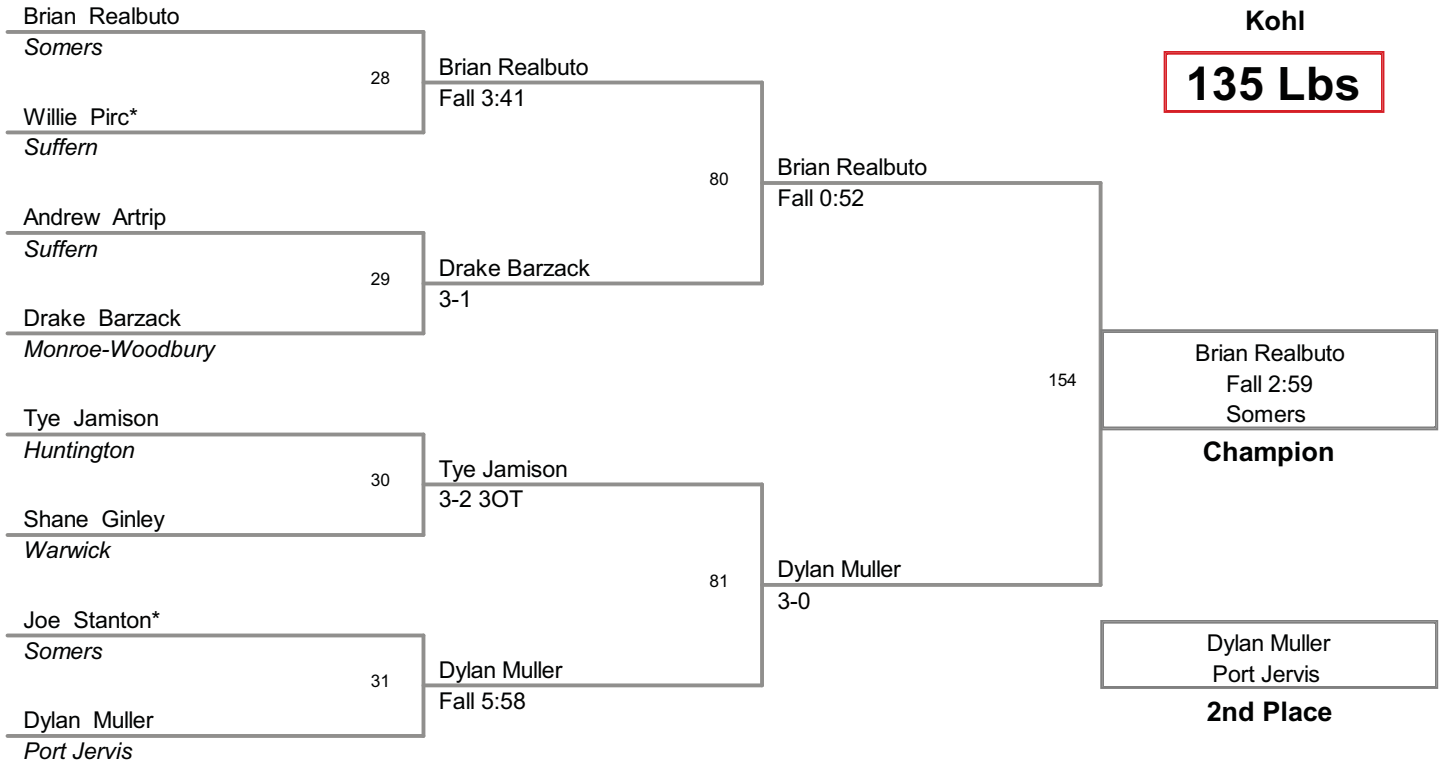 Kohl
135 Lbs
Brian Realbuto
Somers
28
Willie Pirc*
Suffern
Andrew Artrip
Suffern
29
Drake Barzack
Monroe-Woodbury
Tye Jamison
Huntington
30
Shane Ginley
Warwick
Joe Stanton*
Somers
31
Dylan Muller
Port Jervis
Brian Realbuto
Fall 3:41
80
Drake Barzack
3-1
Tye Jamison
3-2 3OT
81
Dylan Muller
Fall 5:58
Brian Realbuto
Fall 0:52
154
Dylan Muller
3-0
Brian Realbuto
Fall 2:59
Somers
Champion
Dylan Muller
Port Jervis
2nd Place